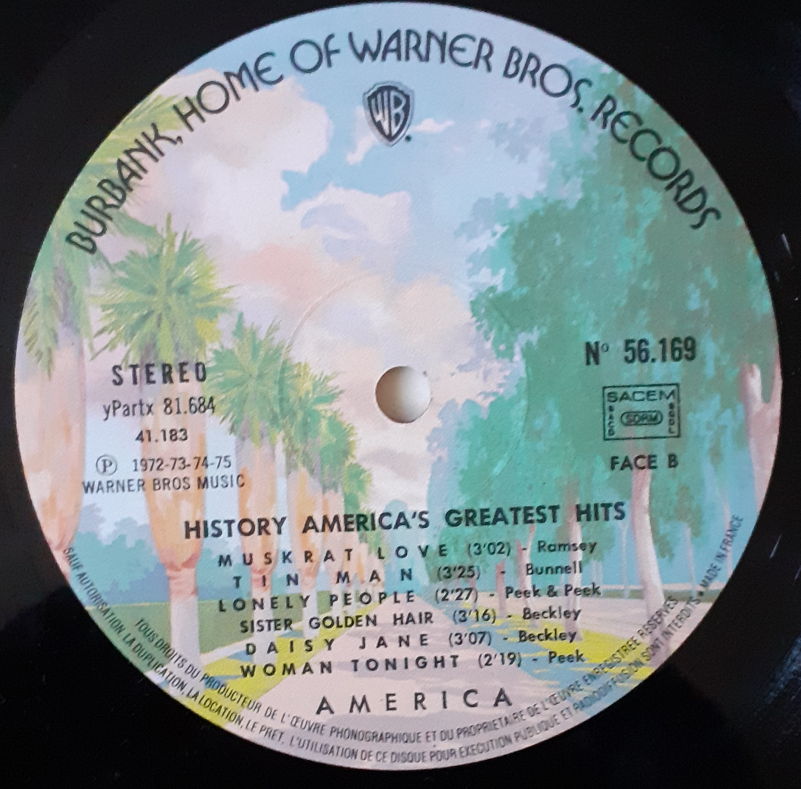 BURBANK, HOME OF WARNER BROS. RECORDS
WB
STEREO
yPartx 81.684
41.183
Ⓟ 1972-73-74-75
WARNER BROS MUSIC
Nº 56.169
SACEM
SACD SDRM SGDL
FACE B
HISTORY AMERICA'S GREATEST HITS
MUSKRAT LOVE (3'02) - Ramsey
TIN MAN (3'25) Bunnell
LONELY PEOPLE (2'27) - Peek & Peek
SISTER GOLDEN HAIR (3'16) - Beckley
DAISY JANE (3'07) - Beckley
WOMAN TONIGHT (2'19) - Peek
AMERICA
TOUS DROITS DU PRODUCTEUR DE L'ŒUVRE PHONOGRAPHIQUE ET DU PROPRIETAIRE DE L'ŒUVRE ENREGISTREE RESERVES
SAUF AUTORISATION, LA DUPLICATION, LA LOCATION, LE PRET, L'UTILISATION DE CE DISQUE POUR EXECUTION PUBLIQUE ET RADIODIFFUSION SONT INTERDITS • MADE IN FRANCE